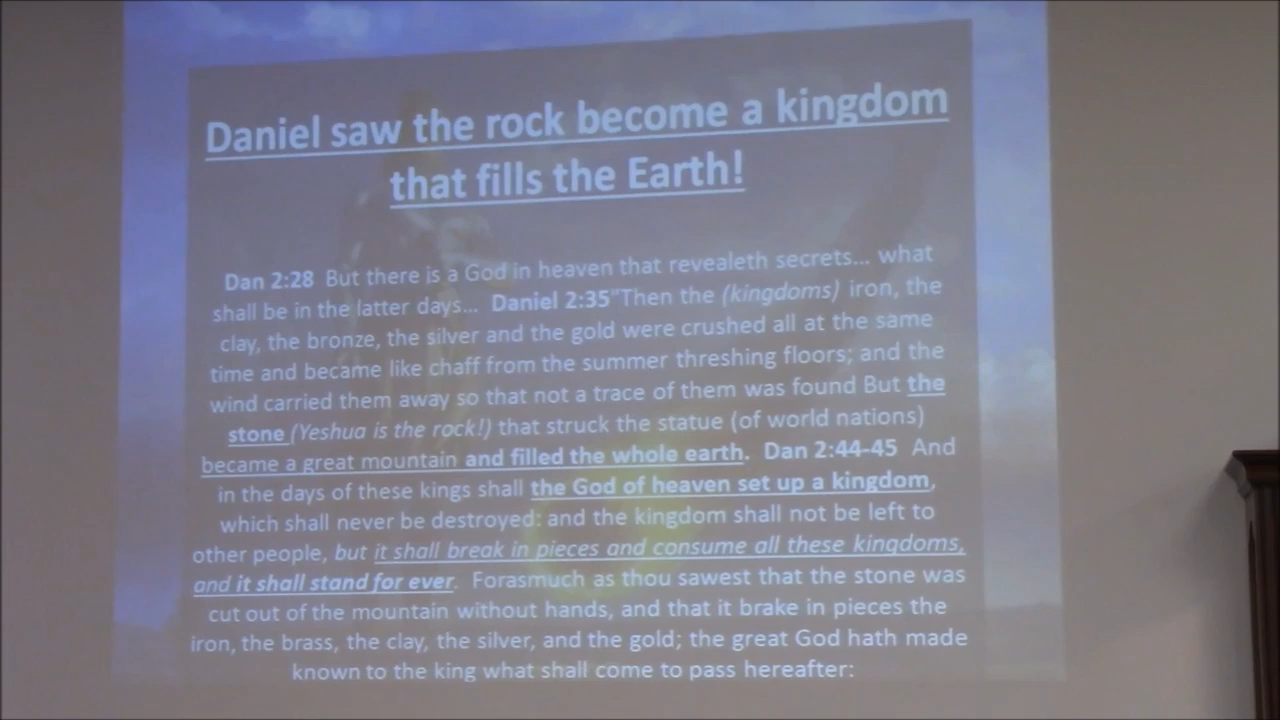 Daniel saw the rock become a kingdom
that fills the Earth!
Dan 2:28 But there is a God in heaven that revealeth secrets... what
shall be in the latter days... Daniel 2:35"Then the (kingdoms) iron, the
clay, the bronze, the silver and the gold were crushed all at the same
time and became like chaff from the summer threshing floors; and the
wind carried them away so that not a trace of them was found But the
stone (Yeshua is the rock!) that struck the statue (of world nations)
became a great mountain and filled the whole earth. Dan 2:44-45 And
in the days of these kings shall the God of heaven set up a kingdom,
which shall never be destroyed: and the kingdom shall not be left to
other people, but it shall break in pieces and consume all these kingdoms,
and it shall stand for ever. Forasmuch as thou sawest that the stone was
cut out of the mountain without hands, and that it brake in pieces the
iron, the brass, the clay, the silver, and the gold; the great God hath made
known to the king what shall come to pass hereafter: